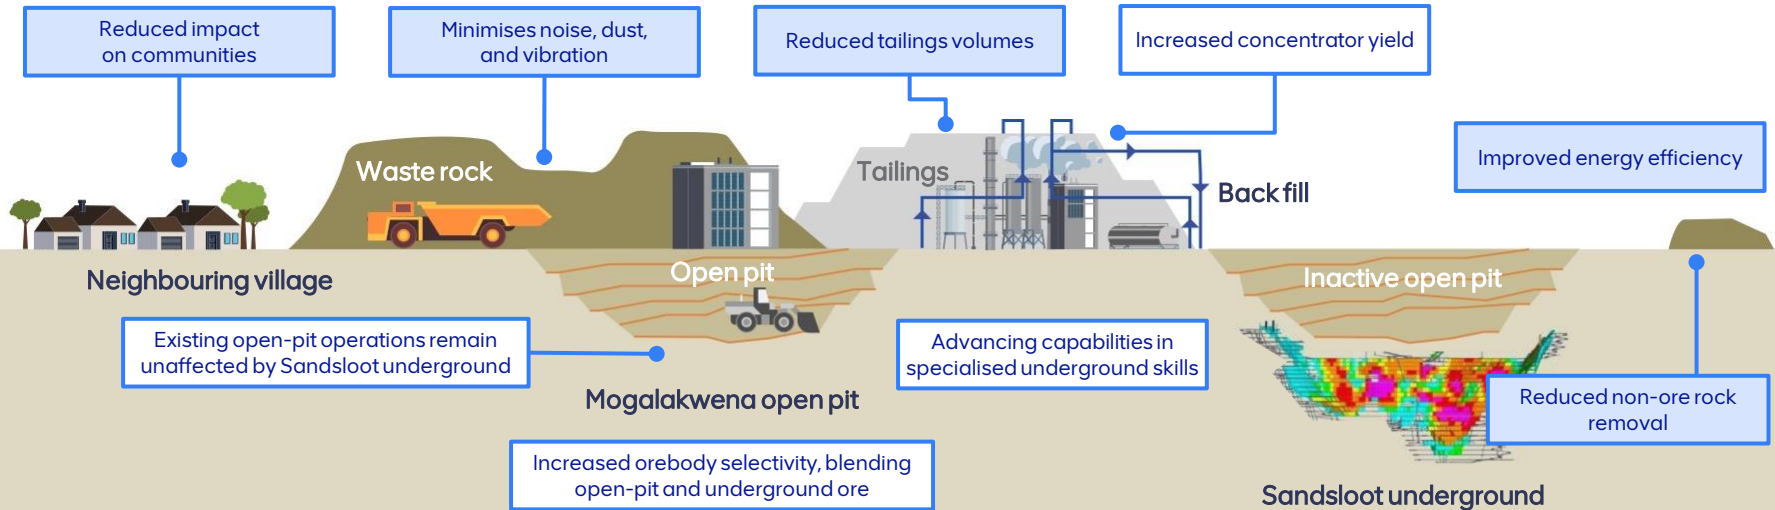 Reduced impact
on communities
Minimises noise, dust,
and vibration
Reduced tailings volumes
Increased concentrator yield
Improved energy efficiency
Waste rock
Tailings
Back fill
Neighbouring village
Open pit
Inactive open pit
Existing open-pit operations remain
unaffected by Sandsloot underground
Advancing capabilities in
specialised underground skills
Mogalakwena open pit
Reduced non-ore rock
removal
Increased orebody selectivity, blending
open-pit and underground ore
Sandsloot underground